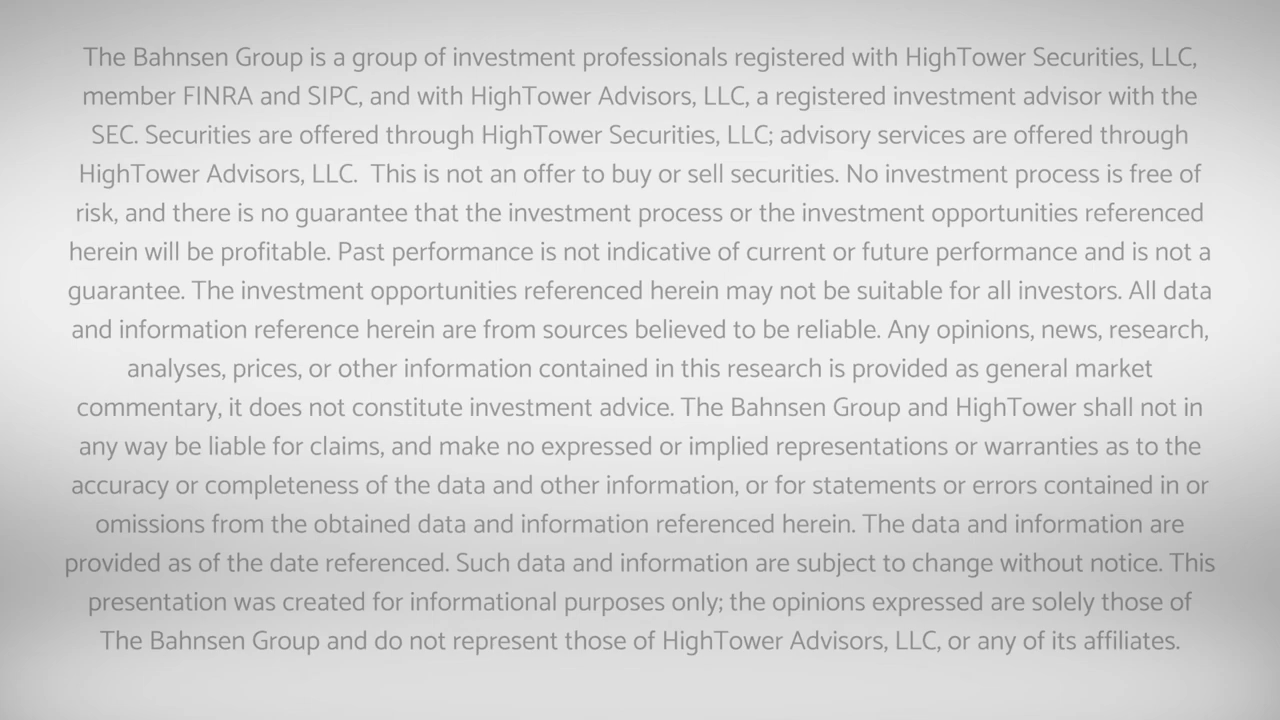 The Bahnsen Group is a group of investment professionals registered with HighTower Securities, LLC,
member FINRA and SIPC, and with HighTower Advisors, LLC, a registered investment advisor with the
SEC. Securities are offered through HighTower Securities, LLC; advisory services are offered through
HighTower Advisors, LLC.  This is not an offer to buy or sell securities. No investment process is free of
risk, and there is no guarantee that the investment process or the investment opportunities referenced
herein will be profitable. Past performance is not indicative of current or future performance and is not a
guarantee. The investment opportunities referenced herein may not be suitable for all investors. All data
and information reference herein are from sources believed to be reliable. Any opinions, news, research,
analyses, prices, or other information contained in this research is provided as general market
commentary, it does not constitute investment advice. The Bahnsen Group and HighTower shall not in
any way be liable for claims, and make no expressed or implied representations or warranties as to the
accuracy or completeness of the data and other information, or for statements or errors contained in or
omissions from the obtained data and information referenced herein. The data and information are
provided as of the date referenced. Such data and information are subject to change without notice. This
presentation was created for informational purposes only; the opinions expressed are solely those of
The Bahnsen Group and do not represent those of HighTower Advisors, LLC, or any of its affiliates.